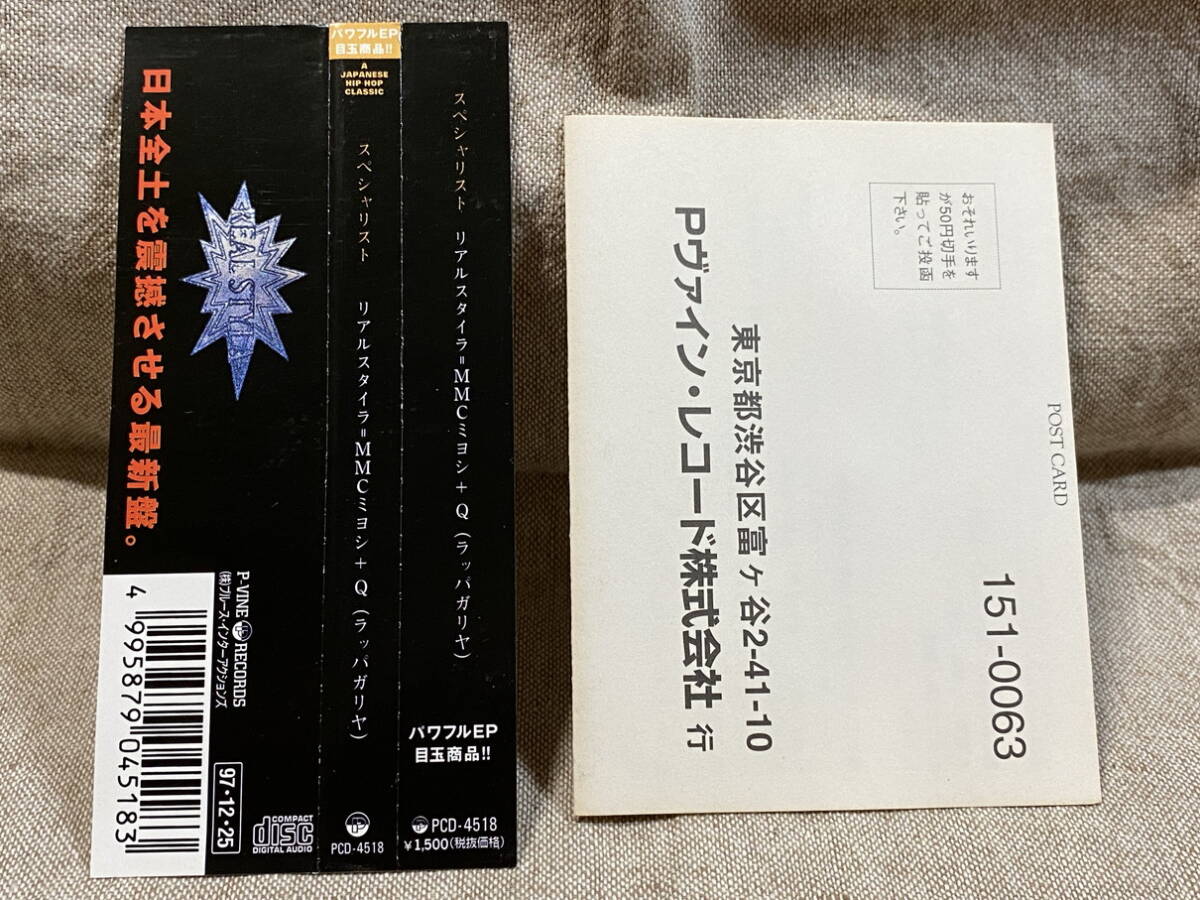 日本全土を震撼させる最新盤。
REAL STYLA
P-VINE RECORDS
(株)ブルース・インターアクションズ
4 995879 045183
97・12・25
COMPACT
disc
DIGITAL AUDIO
パワフルEP
目玉商品!!
A
JAPANESE
HIP HOP
CLASSIC
スペシャリスト リアルスタイラ=MMCミヨシ+Q(ラッパガリヤ)
PCD-4518
スペシャリスト リアルスタイラ=MMCミヨシ+Q(ラッパガリヤ)
パワフルEP
目玉商品!!
PCD-4518
¥1,500(税抜価格)
POST CARD
151-0063
おそれいります
が50円切手を
貼ってご投函
下さい。
東京都渋谷区富ヶ谷2-41-10
Pヴァイン・レコード株式会社 行